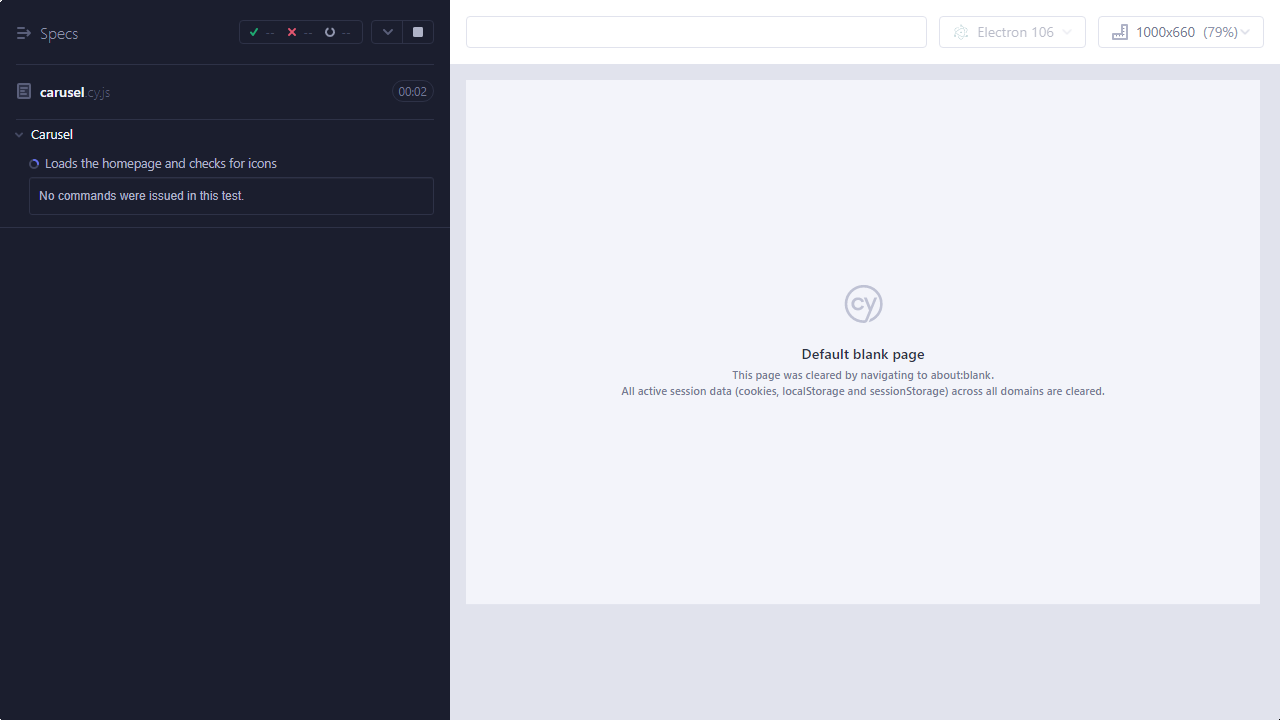 Specs
--
--
--
Electron 106
1000x660 (79%)
carusel.cy.js
00:02
Carusel
Loads the homepage and checks for icons
No commands were issued in this test.
cy
Default blank page
This page was cleared by navigating to about:blank.
All active session data (cookies, localStorage and sessionStorage) across all domains are cleared.